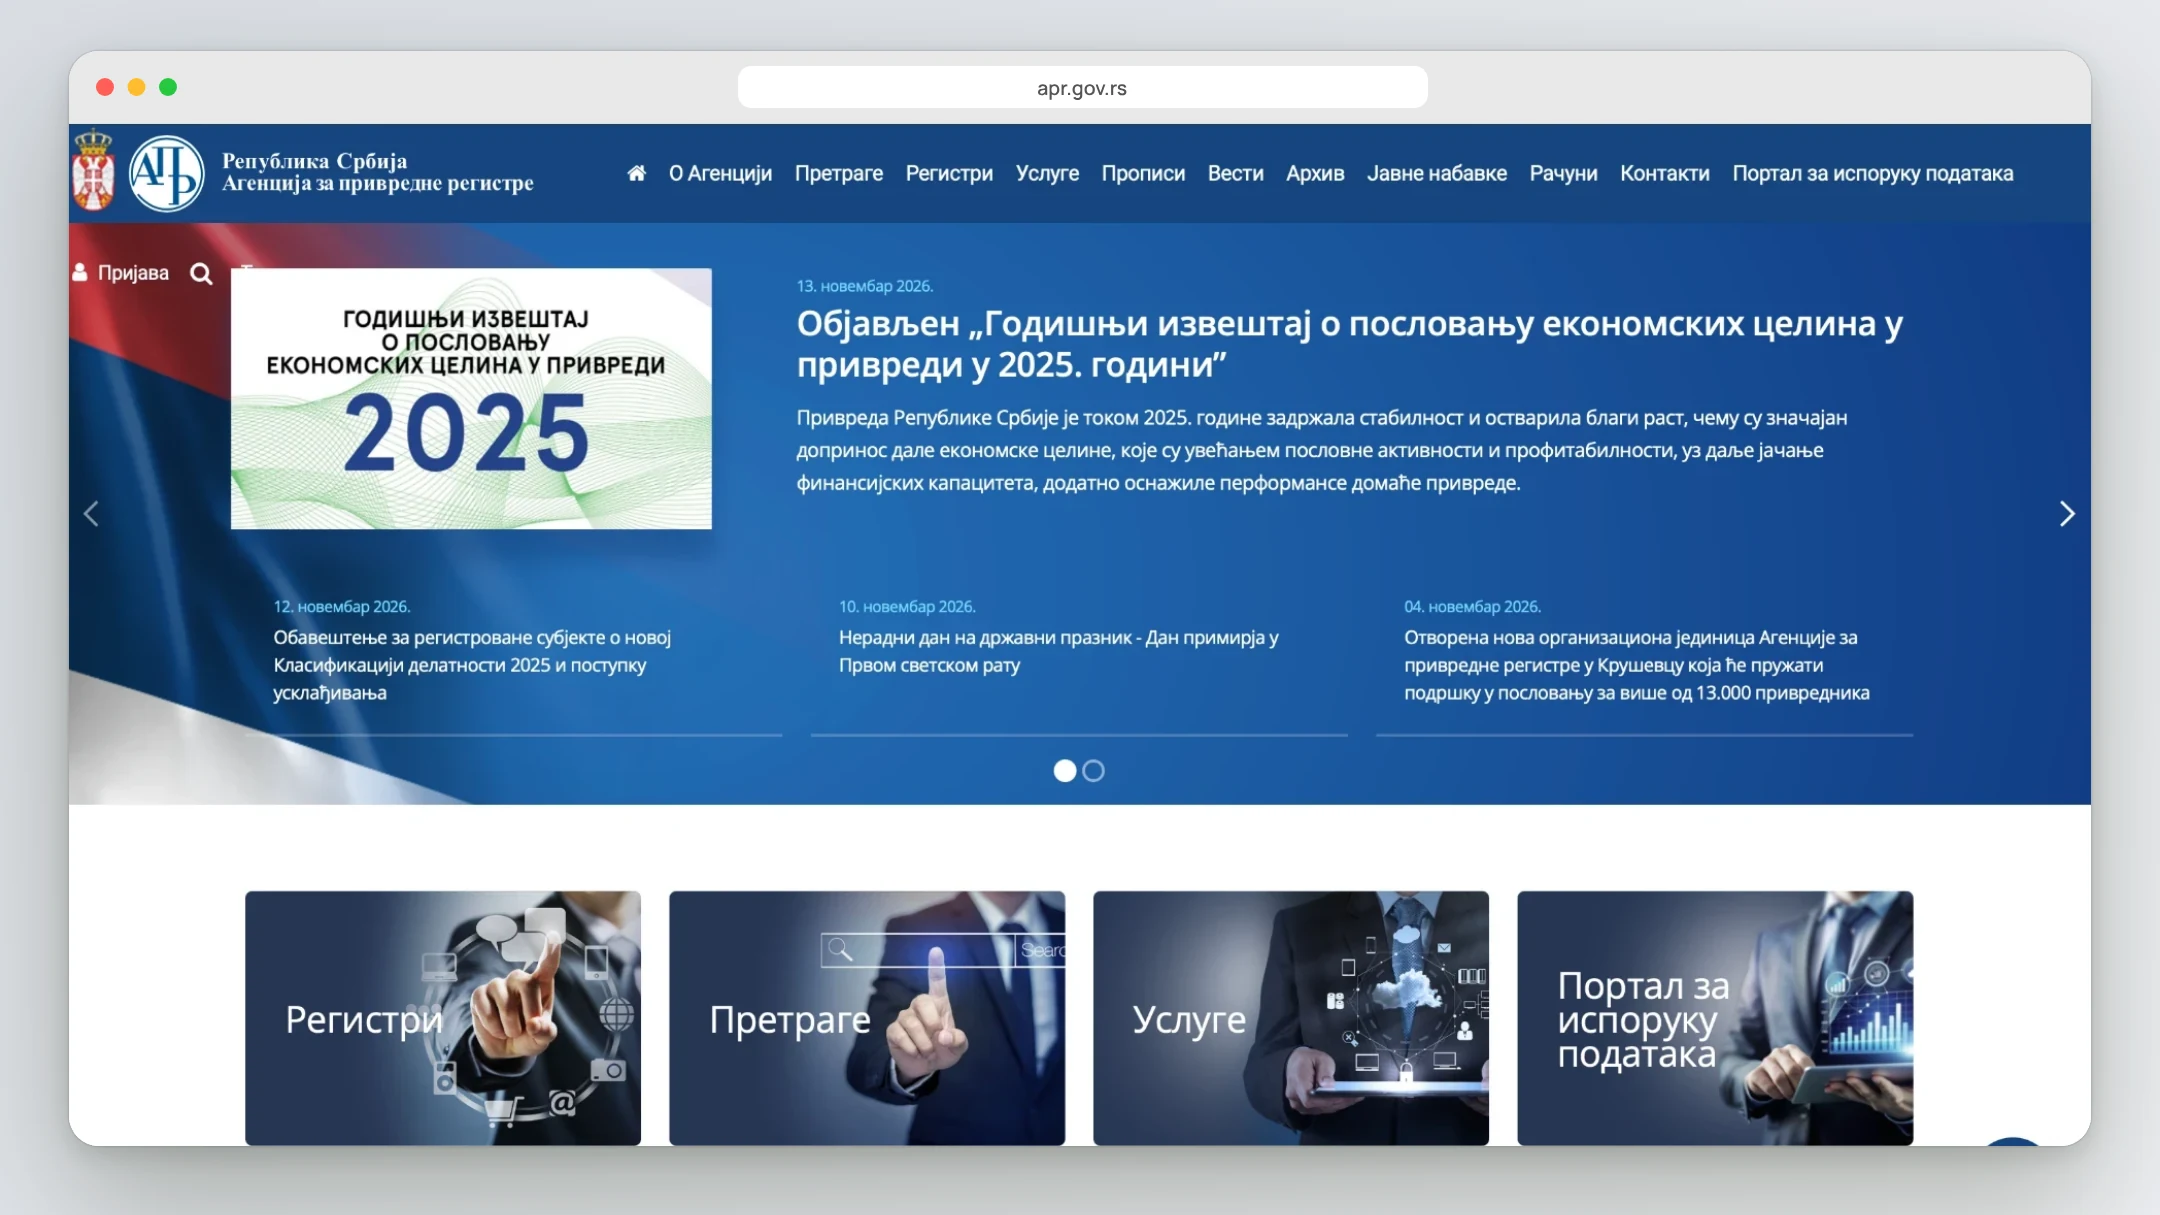 apr.gov.rs
Република Србија
Агенција за привредне регистре
О Агенцији
Претраге
Регистри
Услуге
Прописи
Вести
Архив
Јавне набавке
Рачуни
Контакти
Портал за испоруку података
Пријава
ГОДИШЊИ ИЗВЕШТАЈ
О ПОСЛОВАЊУ
ЕКОНОМСКИХ ЦЕЛИНА У ПРИВРЕДИ
2025
13. новембар 2026.
Објављен „Годишњи извештај о пословању економских целина у
привреди у 2025. години”
Привреда Републике Србије је током 2025. године задржала стабилност и остварила благи раст, чему су значајан
допринос дале економске целине, које су увећањем пословне активности и профитабилности, уз даље јачање
финансијских капацитета, додатно оснажиле перформансе домаће привреде.
12. новембар 2026.
Обавештење за регистроване субјекте о новој
Класификацији делатности 2025 и поступку
усклађивања
10. новембар 2026.
Нерадни дан на државни празник - Дан примирја у
Првом светском рату
04. новембар 2026.
Отворена нова организациона јединица Агенције за
привредне регистре у Крушевцу која ће пружати
подршку у пословању за више од 13.000 привредника
Регистри
Претраге
Услуге
Портал за
испоруку
података